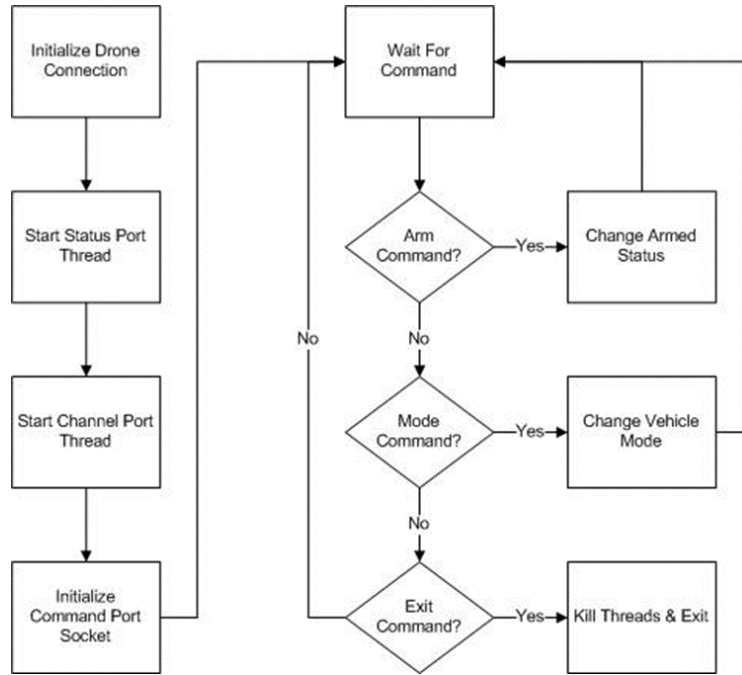 Initialize Drone
Connection
Start Status Port
Thread
Start Channel Port
Thread
Initialize
Command Port
Socket
Wait For
Command
Arm
Command?
Yes
Change Armed
Status
No
No
Mode
Command?
Yes
Change Vehicle
Mode
No
Exit
Command?
Yes
Kill Threads & Exit